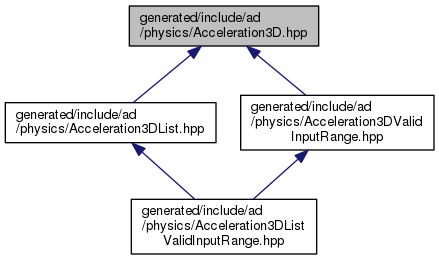 generated/include/ad
/physics/Acceleration3D.hpp
generated/include/ad
/physics/Acceleration3DList.hpp
generated/include/ad
/physics/Acceleration3DValid
InputRange.hpp
generated/include/ad
/physics/Acceleration3DList
ValidInputRange.hpp